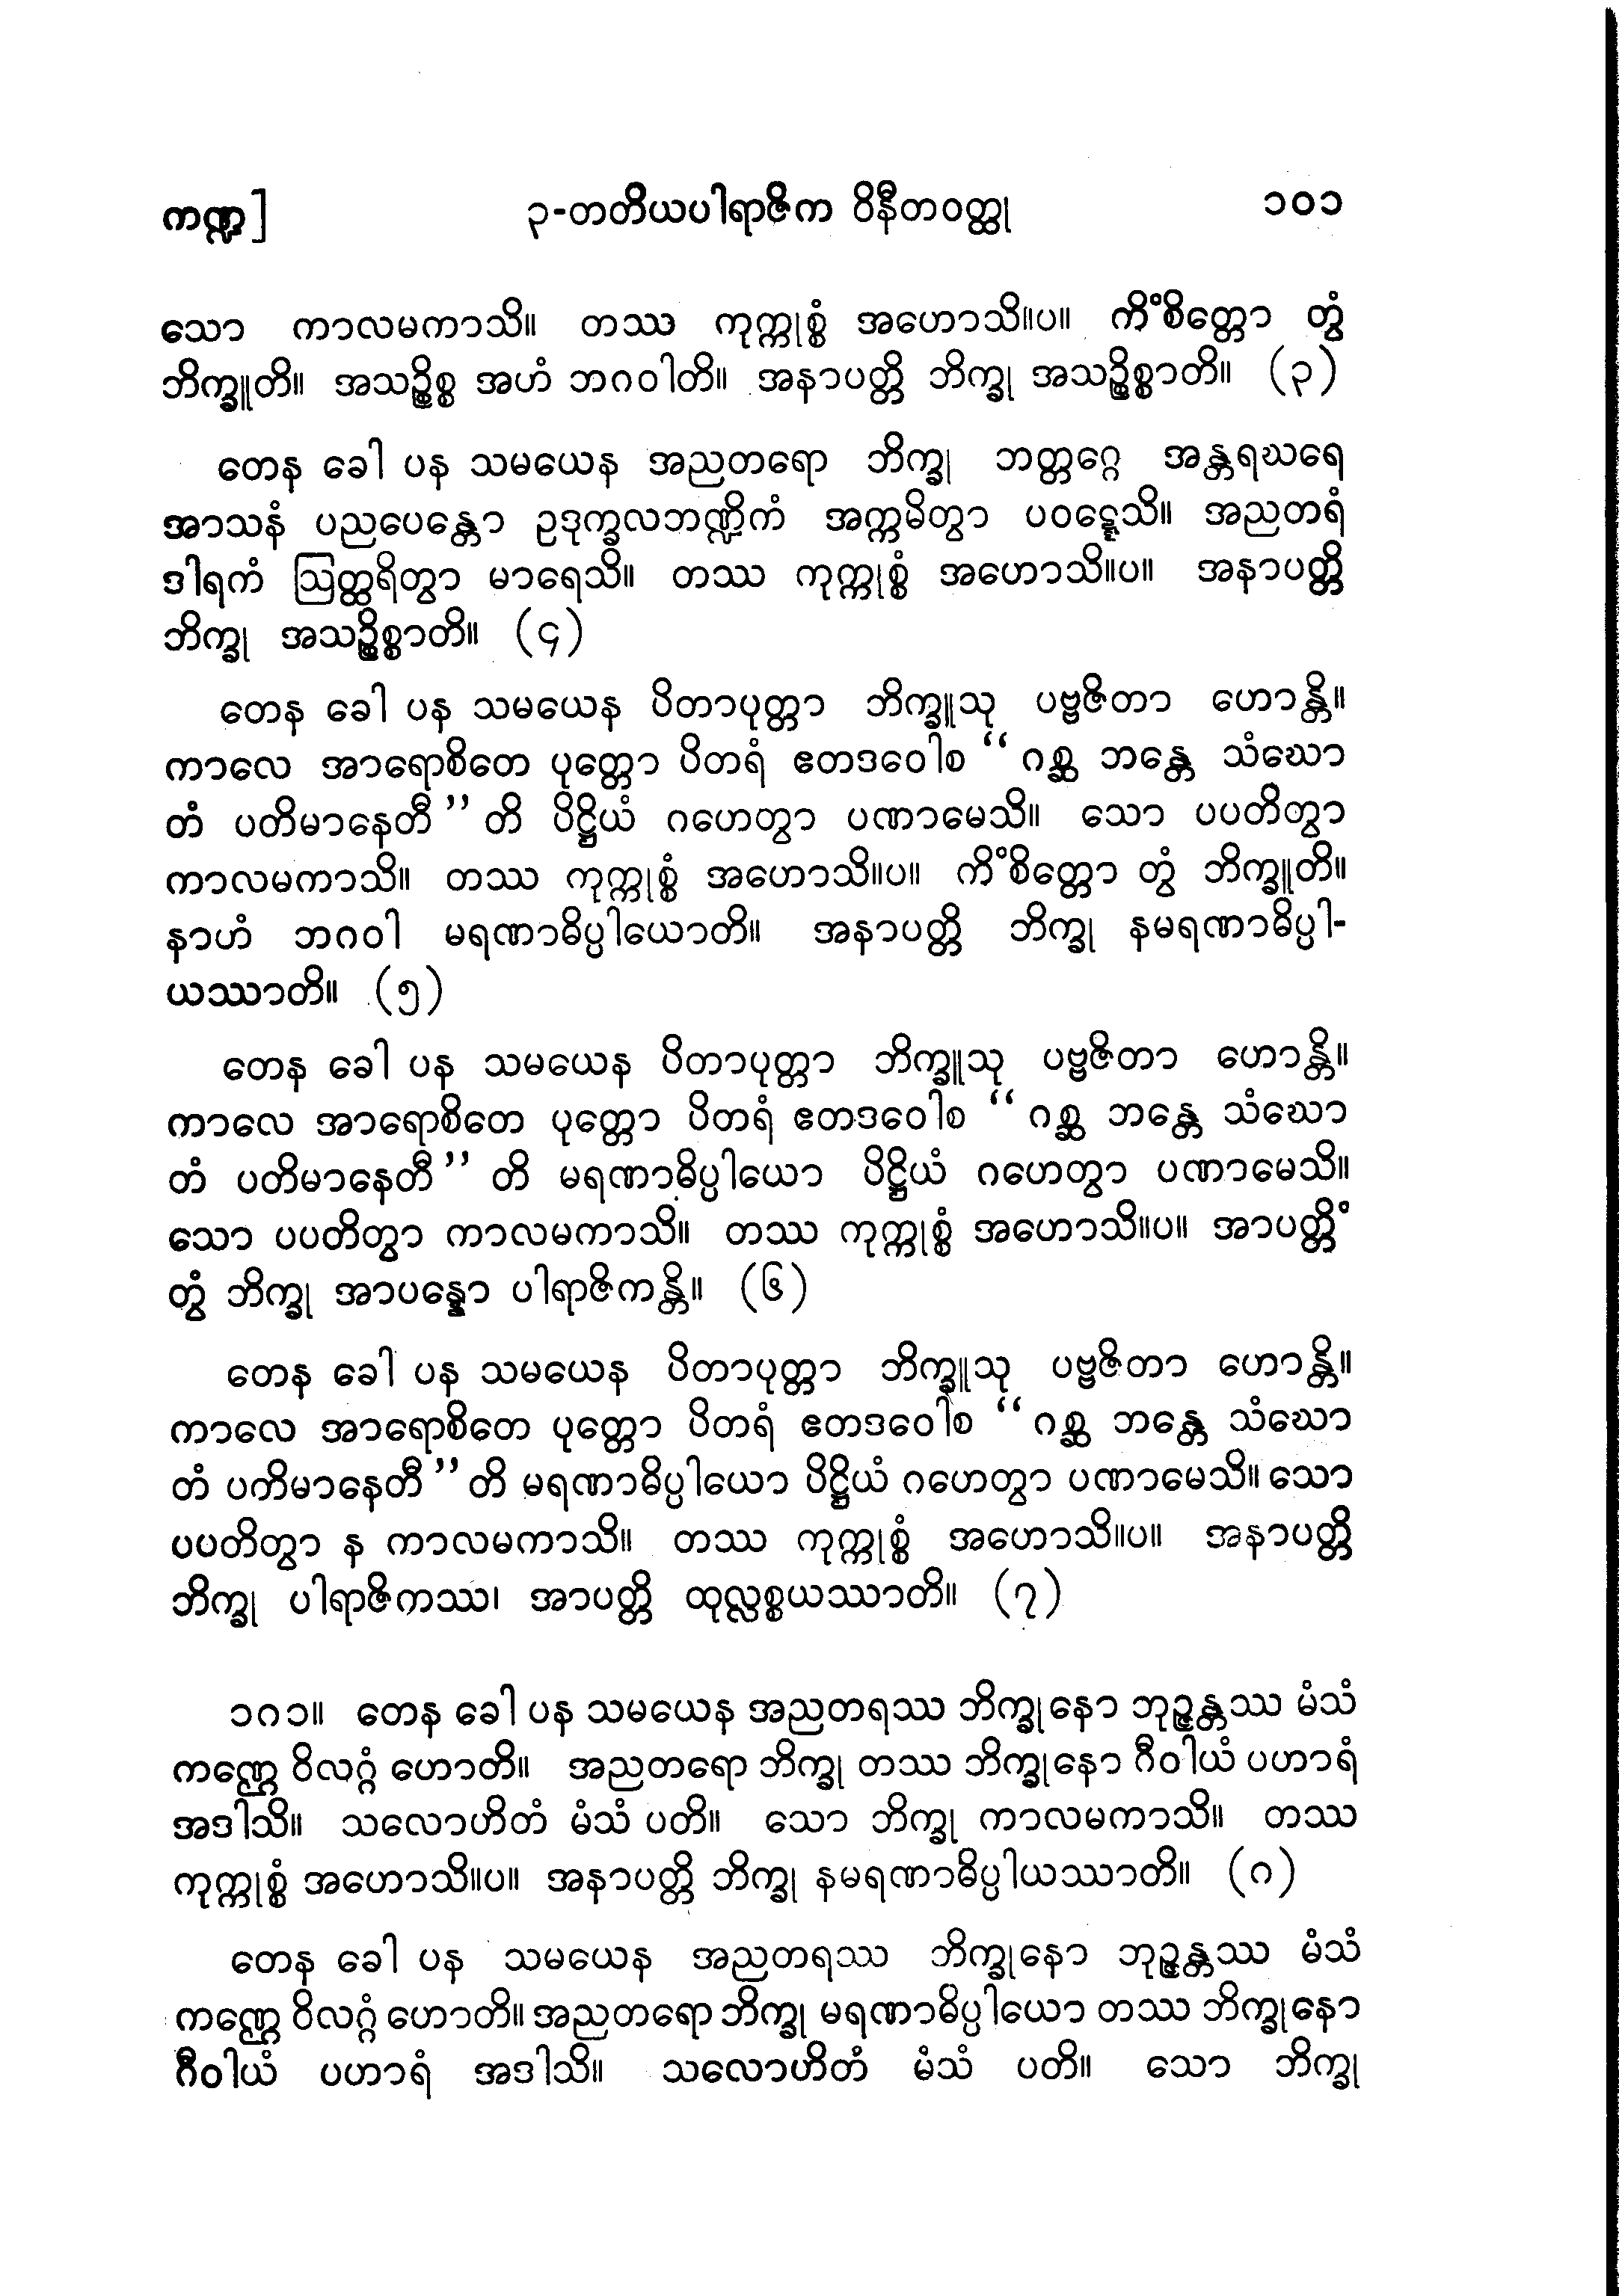 ကဏ္ဍ] ၃-တတိယပါရာဇိက ဝိနီတဝတ္ထု ၁၀၁
သော ကာလမကာသိ။ တဿ ကုက္ကုစ္စံ အဟောသိ။ပ။ ကိံစိတ္တော တွံ
ဘိက္ခူတိ။ အသဉ္စိစ္စ အဟံ ဘဂဝါတိ။ အနာပတ္တိ ဘိက္ခု အသဉ္စိစ္စာတိ။ (၃)
တေန ခေါ ပန သမယေန အညတရော ဘိက္ခု ဘတ္တဂ္ဂေ အန္တရဃရေ
အာသနံ ပညပေန္တော ဥဒုက္ခလဘဏ္ဍိကံ အက္ကမိတွာ ပဝဋ္ဋေသိ။ အညတရံ
ဒါရကံ ဩတ္ထရိတွာ မာရေသိ။ တဿ ကုက္ကုစ္စံ အဟောသိ။ပ။ အနာပတ္တိ
ဘိက္ခု အသဉ္စိစ္စာတိ။ (၄)
တေန ခေါ ပန သမယေန ပိတာပုတ္တာ ဘိက္ခူသု ပဗ္ဗဇိတာ ဟောန္တိ။
ကာလေ အာရောစိတေ ပုတ္တော ပိတရံ ဧတဒဝေါစ “ဂစ္ဆ ဘန္တေ သံဃော
တံ ပတိမာနေတီ”တိ ပိဋ္ဌိယံ ဂဟေတွာ ပဏာမေသိ။ သော ပပတိတွာ
ကာလမကာသိ။ တဿ ကုက္ကုစ္စံ အဟောသိ။ပ။ ကိံစိတ္တော တွံ ဘိက္ခူတိ။
နာဟံ ဘဂဝါ မရဏာဓိပ္ပါယောတိ။ အနာပတ္တိ ဘိက္ခု နမရဏာဓိပ္ပါ-
ယဿာတိ။ (၅)
တေန ခေါ ပန သမယေန ပိတာပုတ္တာ ဘိက္ခူသု ပဗ္ဗဇိတာ ဟောန္တိ။
ကာလေ အာရောစိတေ ပုတ္တော ပိတရံ ဧတဒဝေါစ “ဂစ္ဆ ဘန္တေ သံဃော
တံ ပတိမာနေတီ”တိ မရဏာဓိပ္ပါယော ပိဋ္ဌိယံ ဂဟေတွာ ပဏာမေသိ။
သော ပပတိတွာ ကာလမကာသိ။ တဿ ကုက္ကုစ္စံ အဟောသိ။ပ။ အာပတ္တိံ
တွံ ဘိက္ခု အာပန္နော ပါရာဇိကန္တိ။ (၆)
တေန ခေါ ပန သမယေန ပိတာပုတ္တာ ဘိက္ခူသု ပဗ္ဗဇိတာ ဟောန္တိ။
ကာလေ အာရောစိတေ ပုတ္တော ပိတရံ ဧတဒဝေါစ “ဂစ္ဆ ဘန္တေ သံဃော
တံ ပကိမာနေတီ”တိ မရဏာဓိပ္ပါယော ပိဋ္ဌိယံ ဂဟေတွာ ပဏာမေသိ။ သော
ပပတိတွာ န ကာလမကာသိ။ တဿ ကုက္ကုစ္စံ အဟောသိ။ပ။ အနာပတ္တိ
ဘိက္ခု ပါရာဇိကဿ၊ အာပတ္တိ ထုလ္လစ္စယဿာတိ။ (၇)
၁ဂ၁။ တေန ခေါ ပန သမယေန အညတရဿ ဘိက္ခုနော ဘုဉ္ဇန္တဿ မံသံ
ကဏ္ဌေ ဝိလဂ္ဂံ ဟောတိ။ အညတရော ဘိက္ခု တဿ ဘိက္ခုနော ဂီဝါယံ ပဟာရံ
အဒါသိ။ သလောဟိတံ မံသံ ပတိ။ သော ဘိက္ခု ကာလမကာသိ။ တဿ
ကုက္ကုစ္စံ အဟောသိ။ပ။ အနာပတ္တိ ဘိက္ခု နမရဏာဓိပ္ပါယဿာတိ။ (ဂ)
တေန ခေါ ပန သမယေန အညတရဿ ဘိက္ခုနော ဘုဉ္ဇန္တဿ မံသံ
ကဏ္ဌေ ဝိလဂ္ဂံ ဟောတိ။ အညတရော ဘိက္ခု မရဏာဓိပ္ပါယော တဿ ဘိက္ခုနော
ဂီဝါယံ ပဟာရံ အဒါသိ။ သလောဟိတံ မံသံ ပတိ။ သော ဘိက္ခု